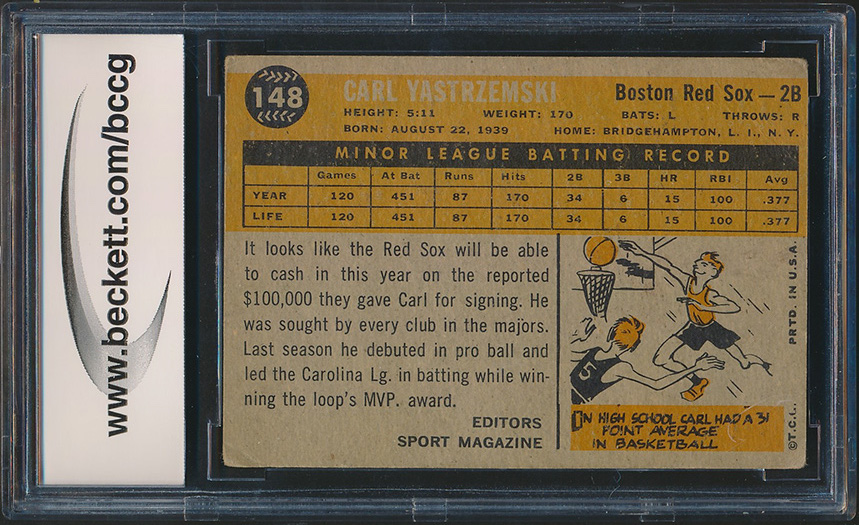 www.beckett.com/bccg
148
CARL YASTRZEMSKI
Boston Red Sox — 2B
HEIGHT: 5:11 WEIGHT: 170 BATS: L THROWS: R
BORN: AUGUST 22, 1939 HOME: BRIDGEHAMPTON, L. I., N. Y.
MINOR LEAGUE BATTING RECORD
Games At Bat Runs Hits 2B 3B HR RBI Avg
YEAR 120 451 87 170 34 6 15 100 .377
LIFE 120 451 87 170 34 6 15 100 .377
It looks like the Red Sox will be able
to cash in this year on the reported
$100,000 they gave Carl for signing. He
was sought by every club in the majors.
Last season he debuted in pro ball and
led the Carolina Lg. in batting while win-
ning the loop's MVP. award.
EDITORS
SPORT MAGAZINE
5
IN HIGH SCHOOL CARL HAD A 31
POINT AVERAGE
IN BASKETBALL
©T.C.L. PRTD. IN U.S.A.